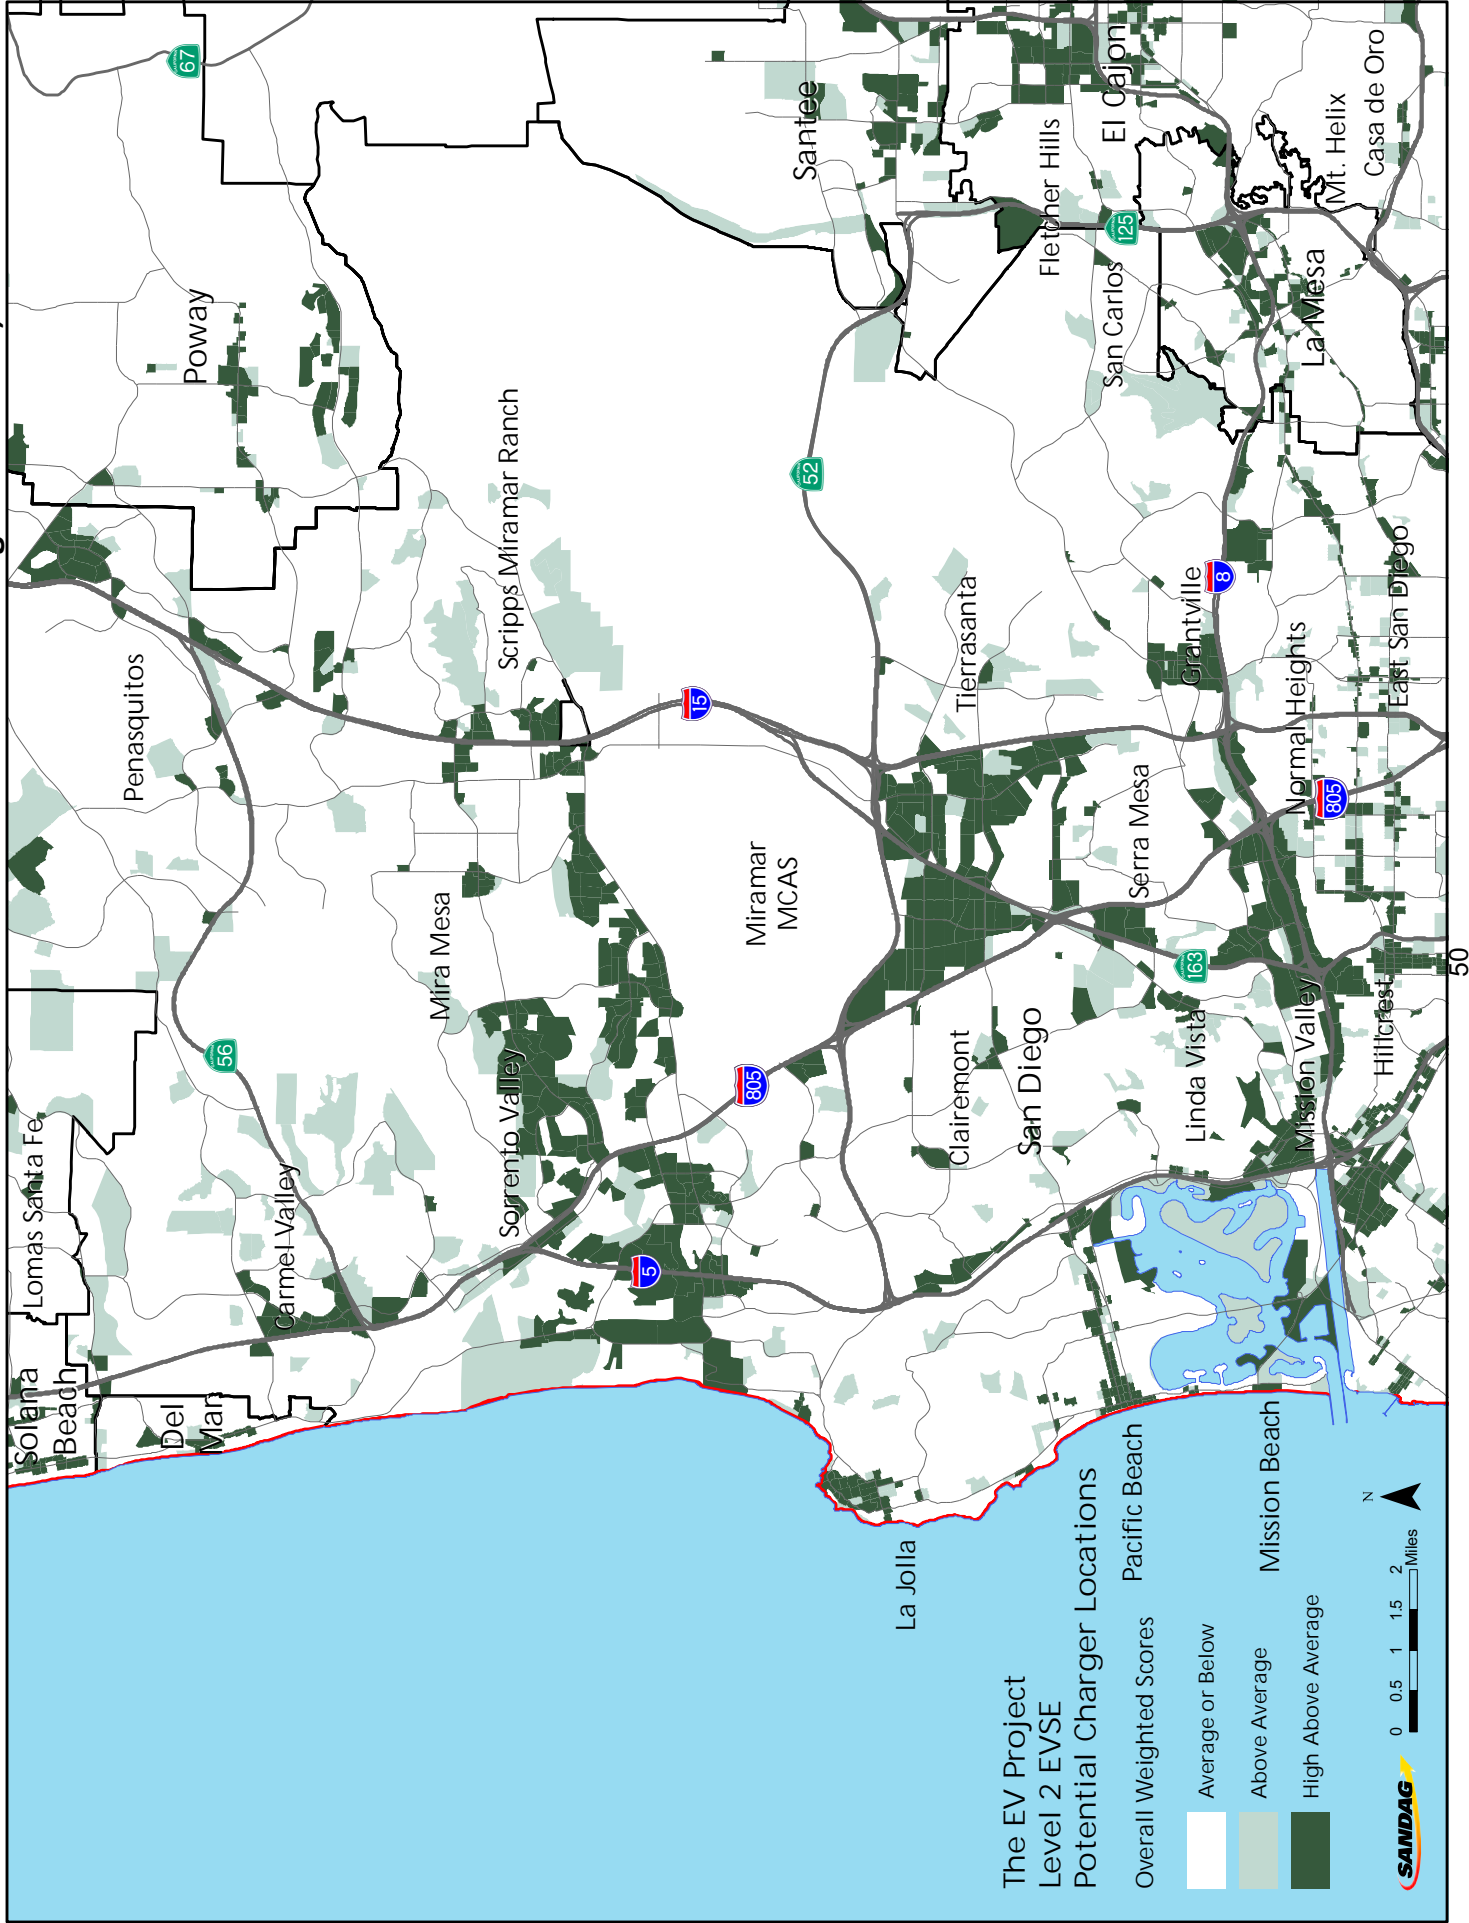 67
Poway
Santee
El Cajon
Fletcher Hills
Mt. Helix
Casa de Oro
125
San Carlos
La Mesa
52
Scripps Miramar Ranch
Penasquitos
15
Tierrasanta
Grantville
8
Normal Heights
East San Diego
805
Serra Mesa
Mira Mesa
Miramar
MCAS
163
Mission Valley
Hillcrest
Linda Vista
San Diego
Clairemont
805
56
Sorrento Valley
Carmel Valley
Lomas Santa Fe
5
Solana
Beach
Del
Mar
La Jolla
Pacific Beach
Mission Beach
The EV Project
Level 2 EVSE
Potential Charger Locations
Overall Weighted Scores
Average or Below
Above Average
High Above Average
N
0 0.5 1 1.5 2
Miles
SANDAG
50